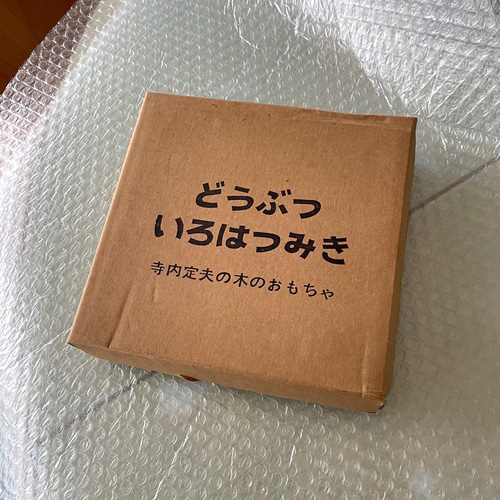 どうぶつ
いろはつみき
寺内定夫の木のおもちゃ